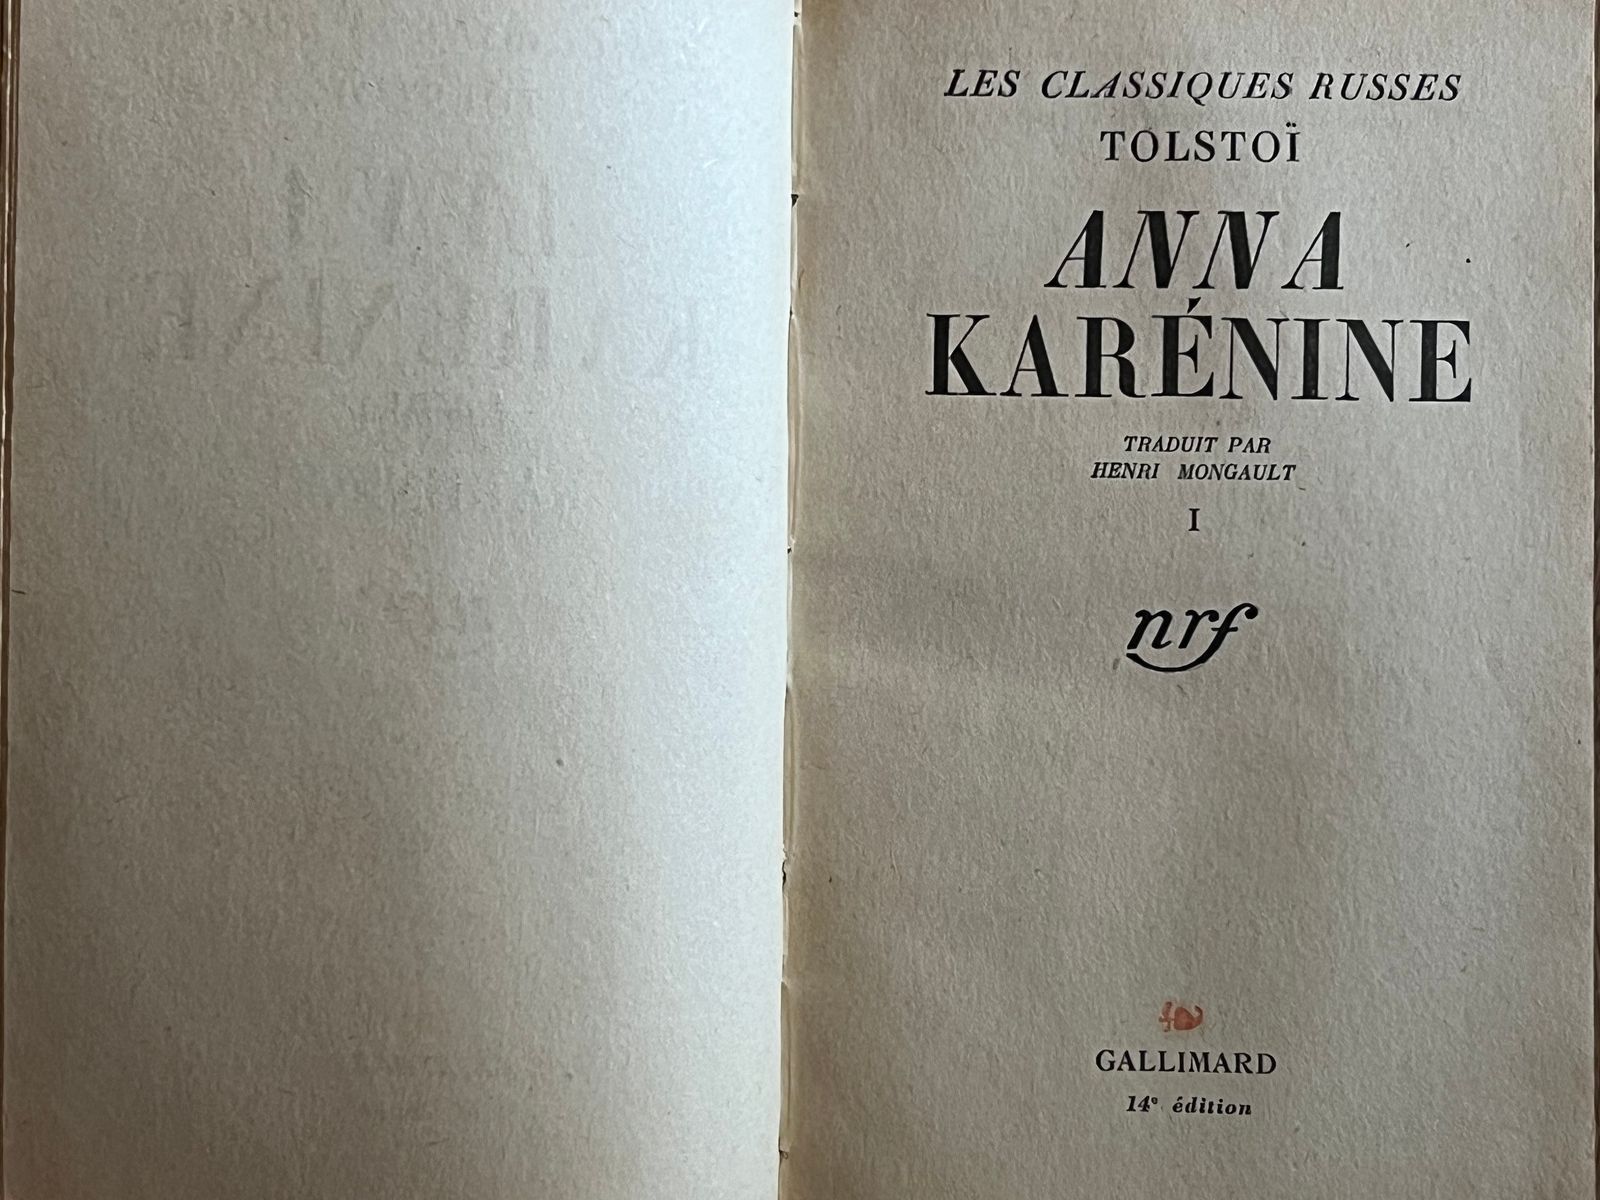 LES CLASSIQUES RUSSES
TOLSTOÏ
ANNA
KARÉNINE
TRADUIT PAR
HENRI MONGAULT
I
nrf
GALLIMARD
14e édition